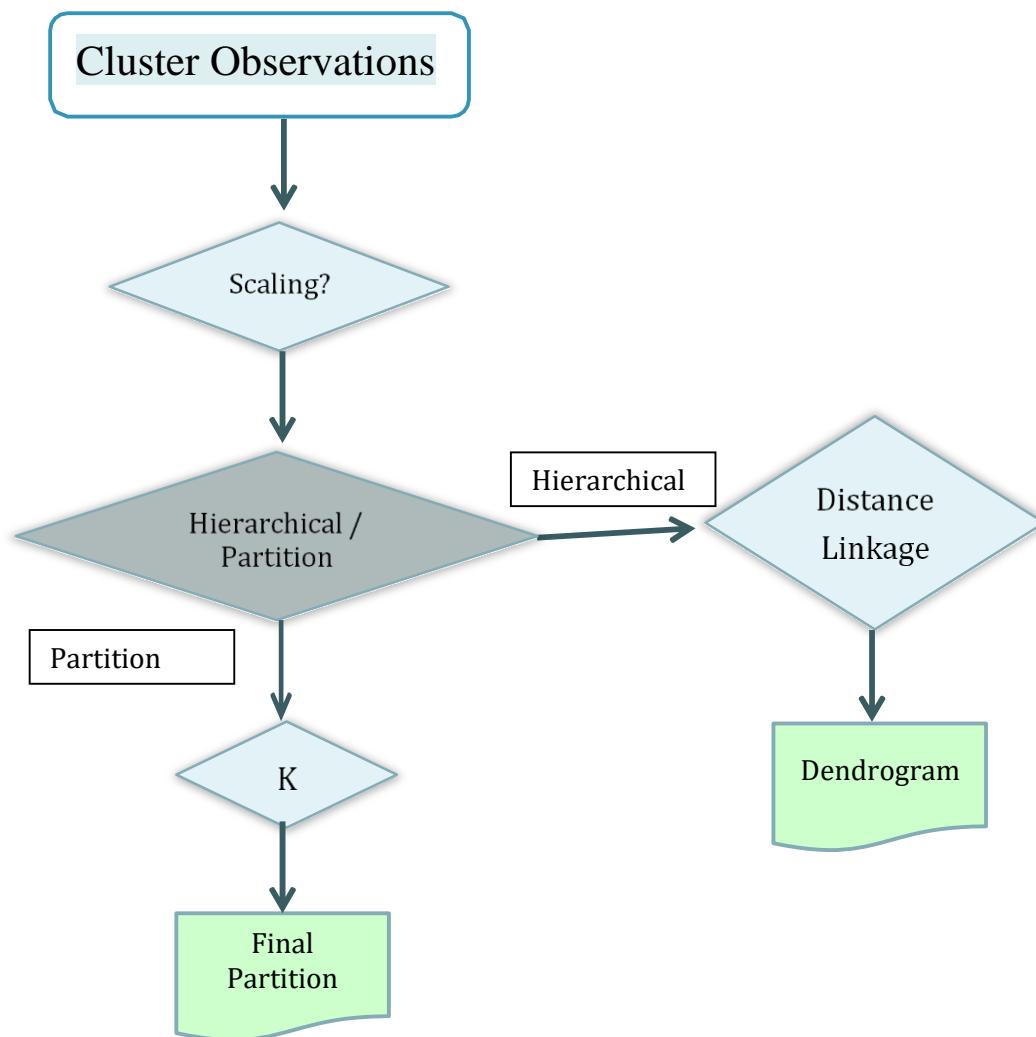 Cluster Observations
Scaling?
Hierarchical /
Partition
Hierarchical
Distance
Linkage
Partition
K
Dendrogram
Final
Partition